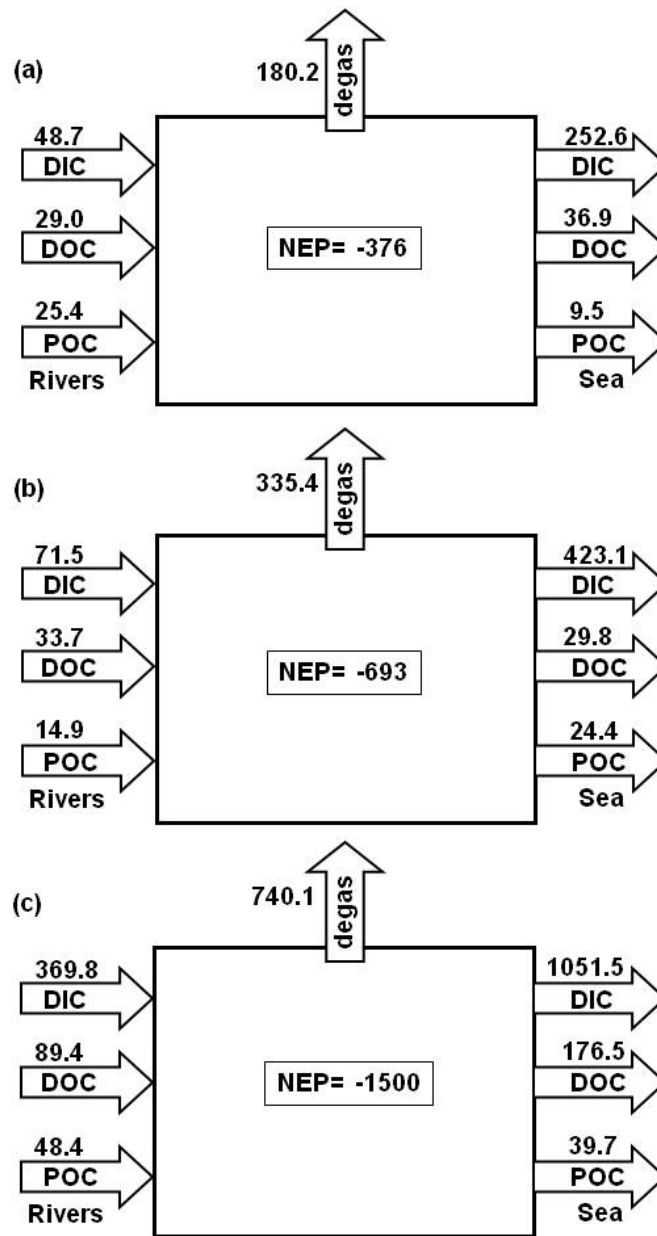 (a)
180.2
degas
48.7
DIC
29.0
DOC
25.4
POC
Rivers
NEP= -376
252.6
DIC
36.9
DOC
9.5
POC
Sea
(b)
335.4
degas
71.5
DIC
33.7
DOC
14.9
POC
Rivers
NEP= -693
423.1
DIC
29.8
DOC
24.4
POC
Sea
(c)
740.1
degas
369.8
DIC
89.4
DOC
48.4
POC
Rivers
NEP= -1500
1051.5
DIC
176.5
DOC
39.7
POC
Sea